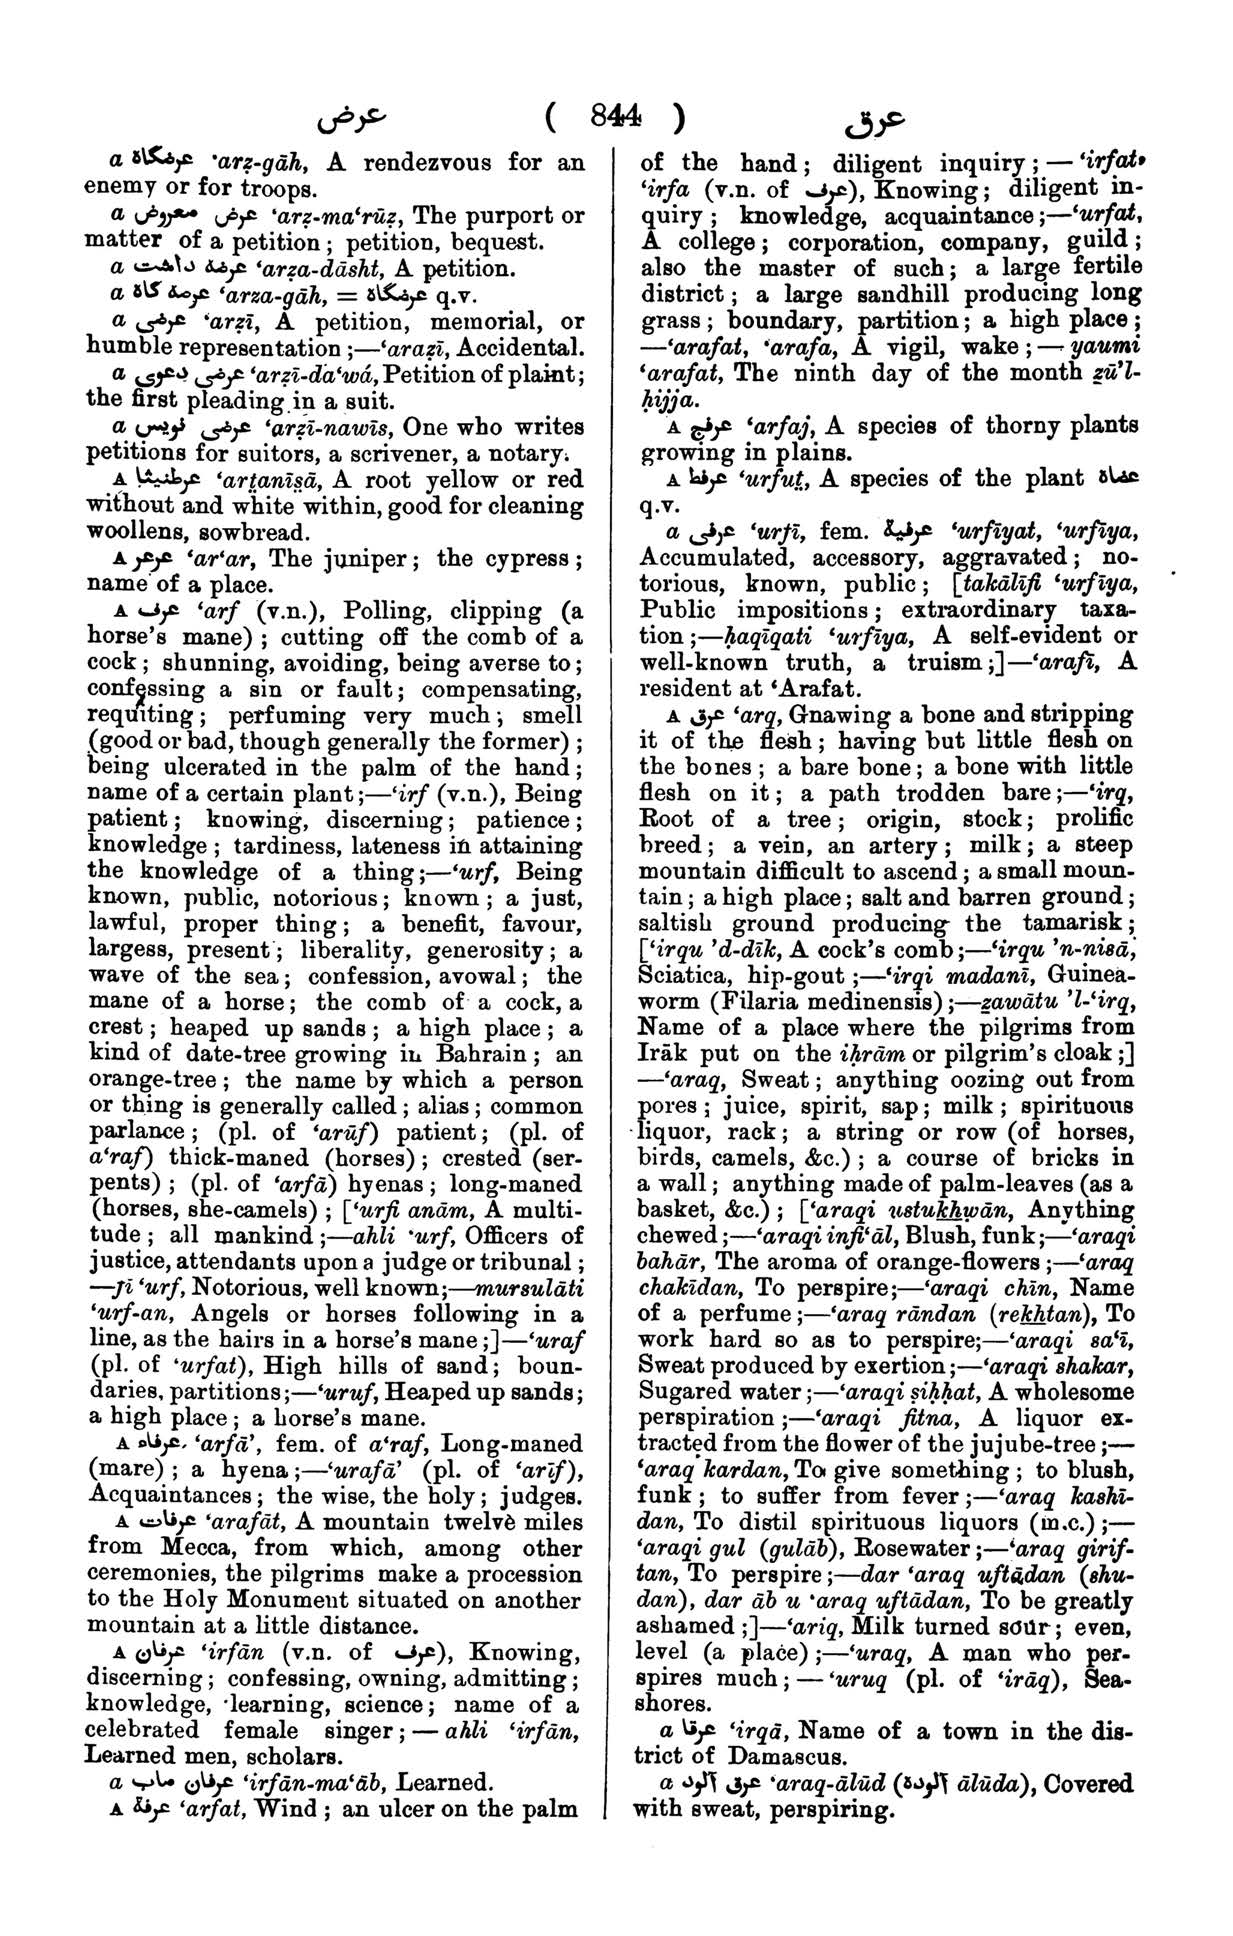 عرض ( 844 ) عرق
a عرضگاه ‘arẓ-gāh, A rendezvous for an
enemy or for troops.
a عرض معروض ‘arẓ-ma‘rūẓ, The purport or
matter of a petition; petition, bequest.
a عرضه داشت ‘arẓa-dāsht, A petition.
a عرصه گاه ‘arza-gāh, = عرضگاه q.v.
a عرضی ‘arẓī, A petition, memorial, or
humble representation;—‘araẓī, Accidental.
a عرضی دعوی ‘arẓī-da‘wá, Petition of plaint;
the first pleading in a suit.
a عرضی نویس ‘arẓī-nawīs, One who writes
petitions for suitors, a scrivener, a notary.
A عرطنیثا ‘art̤anīs̤ā, A root yellow or red
without and white within, good for cleaning
woollens, sowbread.
A عرعر ‘ar‘ar, The juniper; the cypress;
name of a place.
A عرف ‘arf (v.n.), Polling, clipping (a
horse's mane); cutting off the comb of a
cock; shunning, avoiding, being averse to;
confessing a sin or fault; compensating,
requiting; perfuming very much; smell
(good or bad, though generally the former);
being ulcerated in the palm of the hand;
name of a certain plant;—‘irf (v.n.), Being
patient; knowing, discerning; patience;
knowledge; tardiness, lateness in attaining
the knowledge of a thing;—‘urf, Being
known, public, notorious; known; a just,
lawful, proper thing; a benefit, favour,
largess, present; liberality, generosity; a
wave of the sea; confession, avowal; the
mane of a horse; the comb of a cock, a
crest; heaped up sands; a high place; a
kind of date-tree growing in Bahrain; an
orange-tree; the name by which a person
or thing is generally called; alias; common
parlance; (pl. of ‘arūf) patient; (pl. of
a‘raf) thick-maned (horses); crested (ser-
pents); (pl. of ‘arfā) hyenas; long-maned
(horses, she-camels); [‘urfi anām, A multi-
tude; all mankind;—ahli ‘urf, Officers of
justice, attendants upon a judge or tribunal;
—fī ‘urf, Notorious, well known;—mursulāti
‘urf-an, Angels or horses following in a
line, as the hairs in a horse's mane;]—‘uraf
(pl. of ‘urfat), High hills of sand; boun-
daries, partitions;—‘uruf, Heaped up sands;
a high place; a horse's mane.
A عرفاء ‘arfā’, fem. of a‘raf, Long-maned
(mare); a hyena;—‘urafā’ (pl. of ‘arīf),
Acquaintances; the wise, the holy; judges.
A عرفات ‘arafāt, A mountain twelve miles
from Mecca, from which, among other
ceremonies, the pilgrims make a procession
to the Holy Monument situated on another
mountain at a little distance.
A عرفان ‘irfān (v.n. of عرف), Knowing,
discerning; confessing, owning, admitting;
knowledge, learning, science; name of a
celebrated female singer;—ahli ‘irfān,
Learned men, scholars.
a عرفان ماب ‘irfān-ma‘āb, Learned.
A عرفة ‘arfat, Wind; an ulcer on the palm
of the hand; diligent inquiry;—‘irfat,
‘irfa (v.n. of عرف), Knowing; diligent in-
quiry; knowledge, acquaintance;—‘urfat,
A college; corporation, company, guild;
also the master of such; a large fertile
district; a large sandhill producing long
grass; boundary, partition; a high place;
—‘arafat, ‘arafa, A vigil, wake;—yaumi
‘arafat, The ninth day of the month ẕū’l-
ḥijja.
A عرفج ‘arfaj, A species of thorny plants
growing in plains.
A عرفط ‘urfut̤, A species of the plant عضاه
q.v.
a عرفی ‘urfī, fem. عرفیة ‘urfīyat, ‘urfīya,
Accumulated, accessory, aggravated; no-
torious, known, public; [takālīfi ‘urfīya,
Public impositions; extraordinary taxa-
tion;—ḥaqīqati ‘urfīya, A self-evident or
well-known truth, a truism;]—‘arafī, A
resident at ‘Arafat.
A عرق ‘arq, Gnawing a bone and stripping
it of the flesh; having but little flesh on
the bones; a bare bone; a bone with little
flesh on it; a path trodden bare;—‘irq,
Root of a tree; origin, stock; prolific
breed; a vein, an artery; milk; a steep
mountain difficult to ascend; a small moun-
tain; a high place; salt and barren ground;
saltish ground producing the tamarisk;
[‘irqu ’d-dīk, A cock's comb;—‘irqu ’n-nisā,
Sciatica, hip-gout;—‘irqi madanī, Guinea-
worm (Filaria medinensis);—ẕawātu ’l-‘irq,
Name of a place where the pilgrims from
Irāk put on the iḥrām or pilgrim's cloak;]
—‘araq, Sweat; anything oozing out from
pores; juice, spirit, sap; milk; spirituous
liquor, rack; a string or row (of horses,
birds, camels, &c.); a course of bricks in
a wall; anything made of palm-leaves (as a
basket, &c.); [‘araqi ustukhwān, Anything
chewed;—‘araqi infi‘āl, Blush, funk;—‘araqi
bahār, The aroma of orange-flowers;—‘araq
chakīdan, To perspire;—‘araqi chīn, Name
of a perfume;—‘araq rāndan (rekhtan), To
work hard so as to perspire;—‘araqi sa‘ī,
Sweat produced by exertion;—‘araqi shakar,
Sugared water;—‘araqi ṣiḥḥat, A wholesome
perspiration;—‘araqi fitna, A liquor ex-
tracted from the flower of the jujube-tree;—
‘araq kardan, To give something; to blush,
funk; to suffer from fever;—‘araq kashī-
dan, To distil spirituous liquors (m.c.);—
‘araqi gul (gulāb), Rosewater;—‘araq girif-
tan, To perspire;—dar ‘araq uftādan (shu-
dan), dar āb u ‘araq uftādan, To be greatly
ashamed;]—‘ariq, Milk turned sour; even,
level (a place);—‘uraq, A man who per-
spires much;—‘uruq (pl. of ‘irāq), Sea-
shores.
a عرقا ‘irqā, Name of a town in the dis-
trict of Damascus.
a عرق آلود ‘araq-ālūd (آلوده ālūda), Covered
with sweat, perspiring.